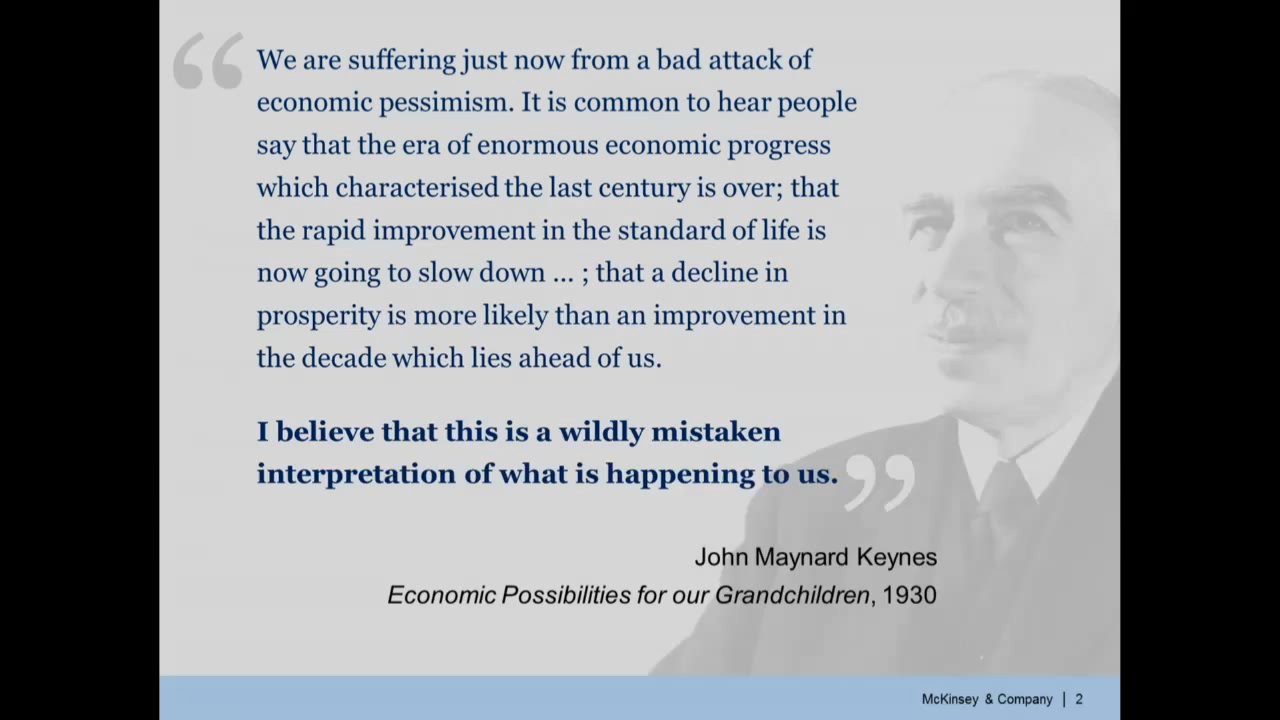 “ We are suffering just now from a bad attack of
economic pessimism. It is common to hear people
say that the era of enormous economic progress
which characterised the last century is over; that
the rapid improvement in the standard of life is
now going to slow down ... ; that a decline in
prosperity is more likely than an improvement in
the decade which lies ahead of us.
I believe that this is a wildly mistaken
interpretation of what is happening to us. ”
John Maynard Keynes
Economic Possibilities for our Grandchildren, 1930
McKinsey & Company | 2